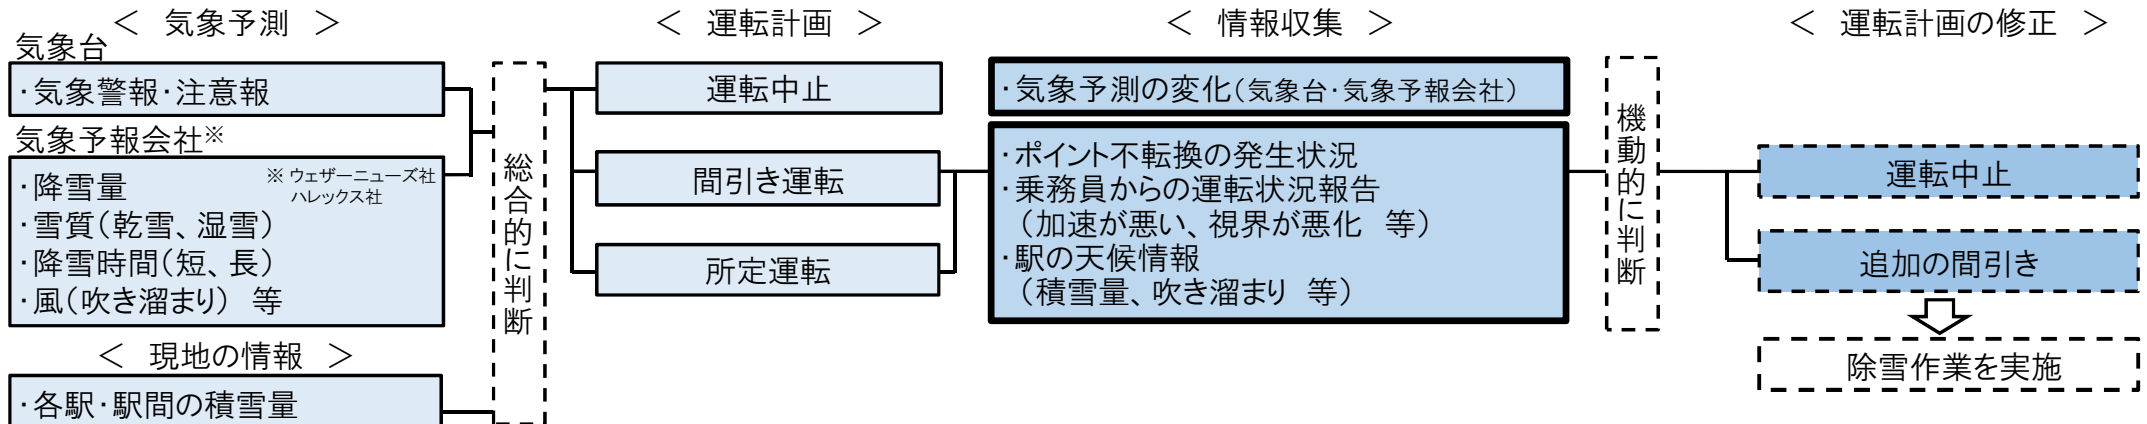 ＜ 気象予測 ＞
気象台
・気象警報・注意報
気象予報会社※
・降雪量
※ ウェザーニューズ社
ハレックス社
・雪質（乾雪、湿雪）
・降雪時間（短、長）
・風（吹き溜まり） 等
＜ 現地の情報 ＞
・各駅・駅間の積雪量
総合的に判断
＜ 運転計画 ＞
運転中止
間引き運転
所定運転
＜ 情報収集 ＞
・気象予測の変化（気象台・気象予報会社）
・ポイント不転換の発生状況
・乗務員からの運転状況報告
（加速が悪い、視界が悪化 等）
・駅の天候情報
（積雪量、吹き溜まり 等）
機動的に判断
＜ 運転計画の修正 ＞
運転中止
追加の間引き
除雪作業を実施